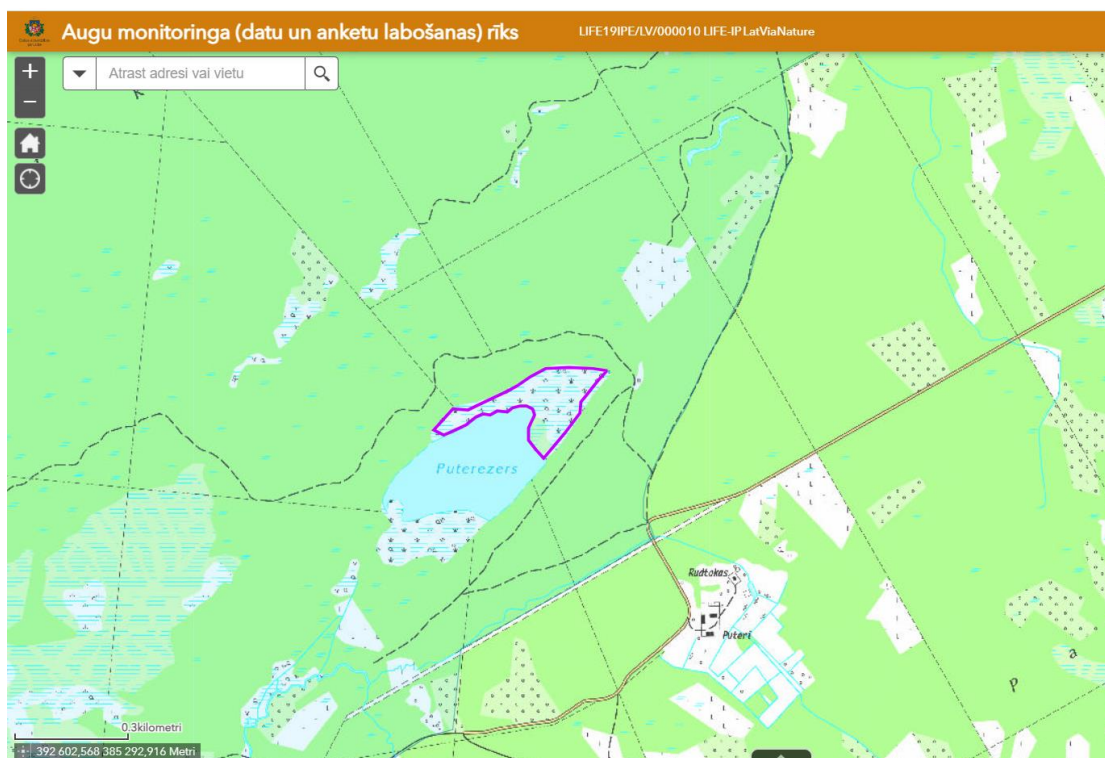 Augu monitoringa (datu un anketu labošanas) rīks
LIFE19IPE/LV/000010 LIFE-IP LatViaNature
Atrast adresi vai vietu
Puterezers
Rudtokas
Puteri
P
a
0.3kilometri
392 602,568 385 292,916 Metri